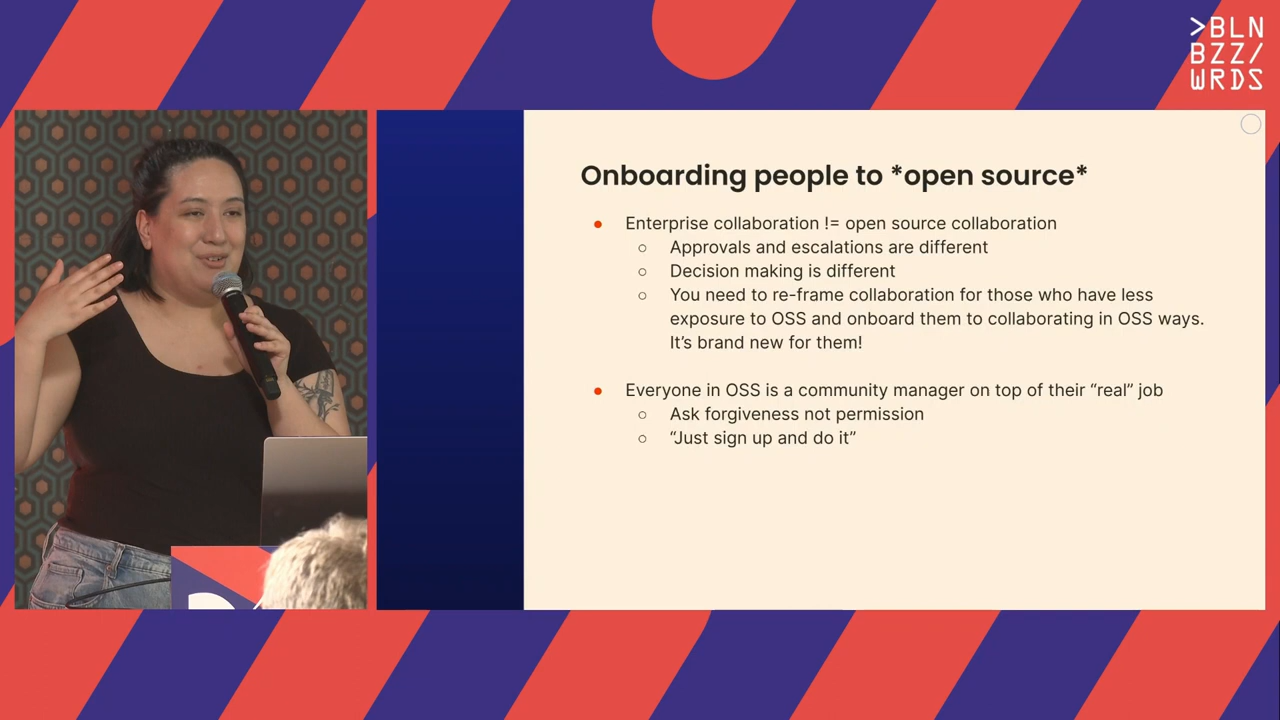 >BLN
BZZ/
WRDS
Onboarding people to *open source*
Enterprise collaboration != open source collaboration
Approvals and escalations are different
Decision making is different
You need to re-frame collaboration for those who have less
exposure to OSS and onboard them to collaborating in OSS ways.
It’s brand new for them!
Everyone in OSS is a community manager on top of their “real” job
Ask forgiveness not permission
“Just sign up and do it”